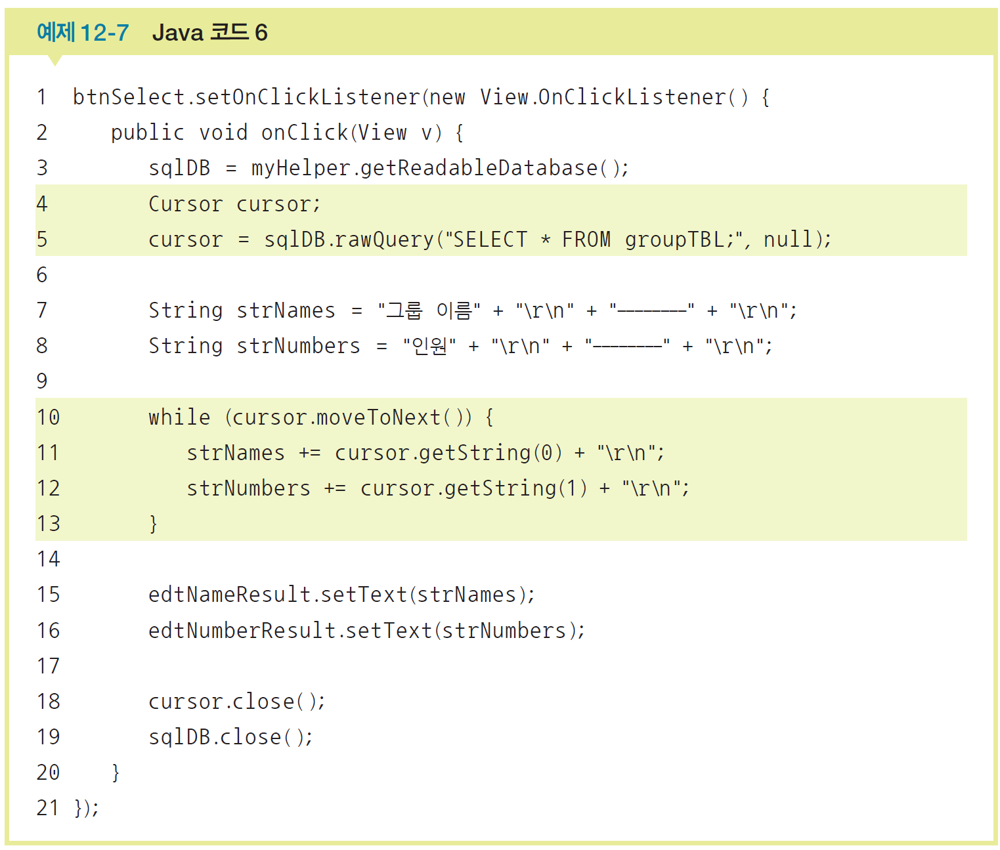 예제 12-7 Java 코드 6
1 btnSelect.setOnClickListener(new View.OnClickListener() {
2 public void onClick(View v) {
3 sqlDB = myHelper.getReadableDatabase();
4 Cursor cursor;
5 cursor = sqlDB.rawQuery("SELECT * FROM groupTBL;", null);
6
7 String strNames = "그룹 이름" + "\r\n" + "--------" + "\r\n";
8 String strNumbers = "인원" + "\r\n" + "--------" + "\r\n";
9
10 while (cursor.moveToNext()) {
11 strNames += cursor.getString(0) + "\r\n";
12 strNumbers += cursor.getString(1) + "\r\n";
13 }
14
15 edtNameResult.setText(strNames);
16 edtNumberResult.setText(strNumbers);
17
18 cursor.close();
19 sqlDB.close();
20 }
21 });